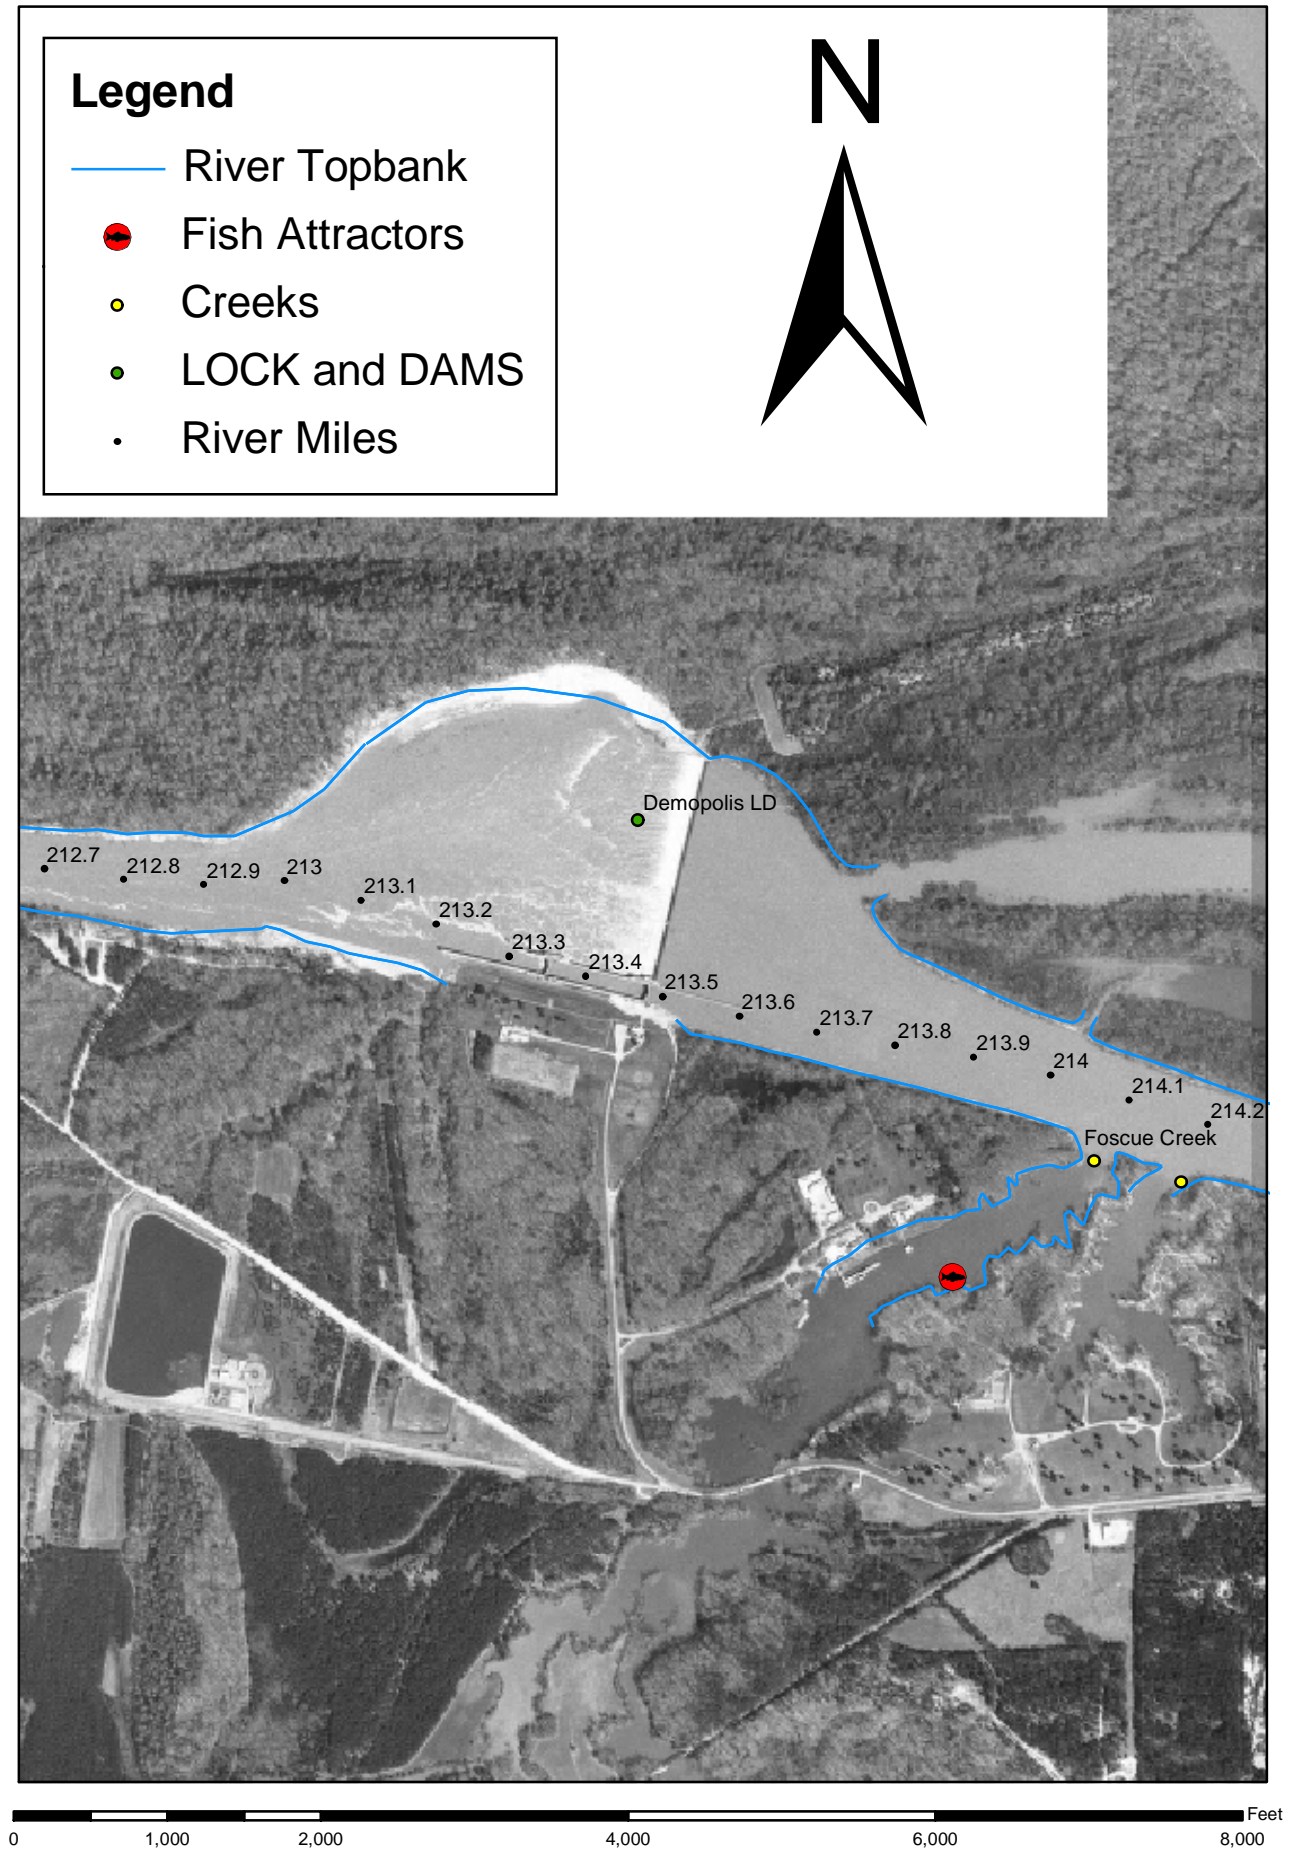 N
Legend
River Topbank
Fish Attractors
Creeks
LOCK and DAMS
River Miles
Demopolis LD
212.7
212.8
212.9
213
213.1
213.2
213.3
213.4
213.5
213.6
213.7
213.8
213.9
214
214.1
214.2
Foscue Creek
Feet
0 1,000 2,000 4,000 6,000 8,000